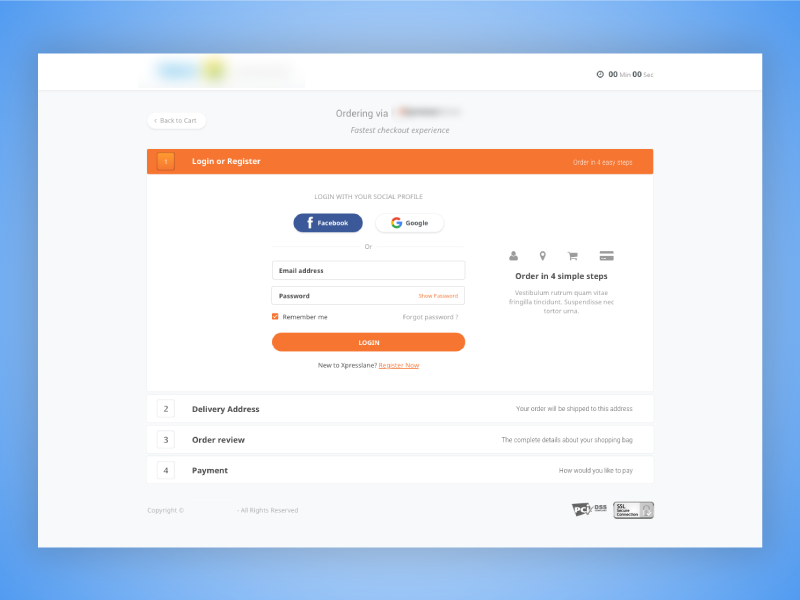 00 Min 00 Sec
‹ Back to Cart
Ordering via
Fastest checkout experience
1 Login or Register Order in 4 easy steps
LOGIN WITH YOUR SOCIAL PROFILE
Facebook Google
Or
Email address
Password Show Password
Remember me Forgot password ?
LOGIN
New to Xpresslane? Register Now
Order in 4 simple steps
Vestibulum rutrum quam vitae
fringilla tincidunt. Suspendisse nec
tortor urna.
2 Delivery Address Your order will be shipped to this address
3 Order review The complete details about your shopping bag
4 Payment How would you like to pay
Copyright © - All Rights Reserved
PCI DSS
SSL
Secure
Connection